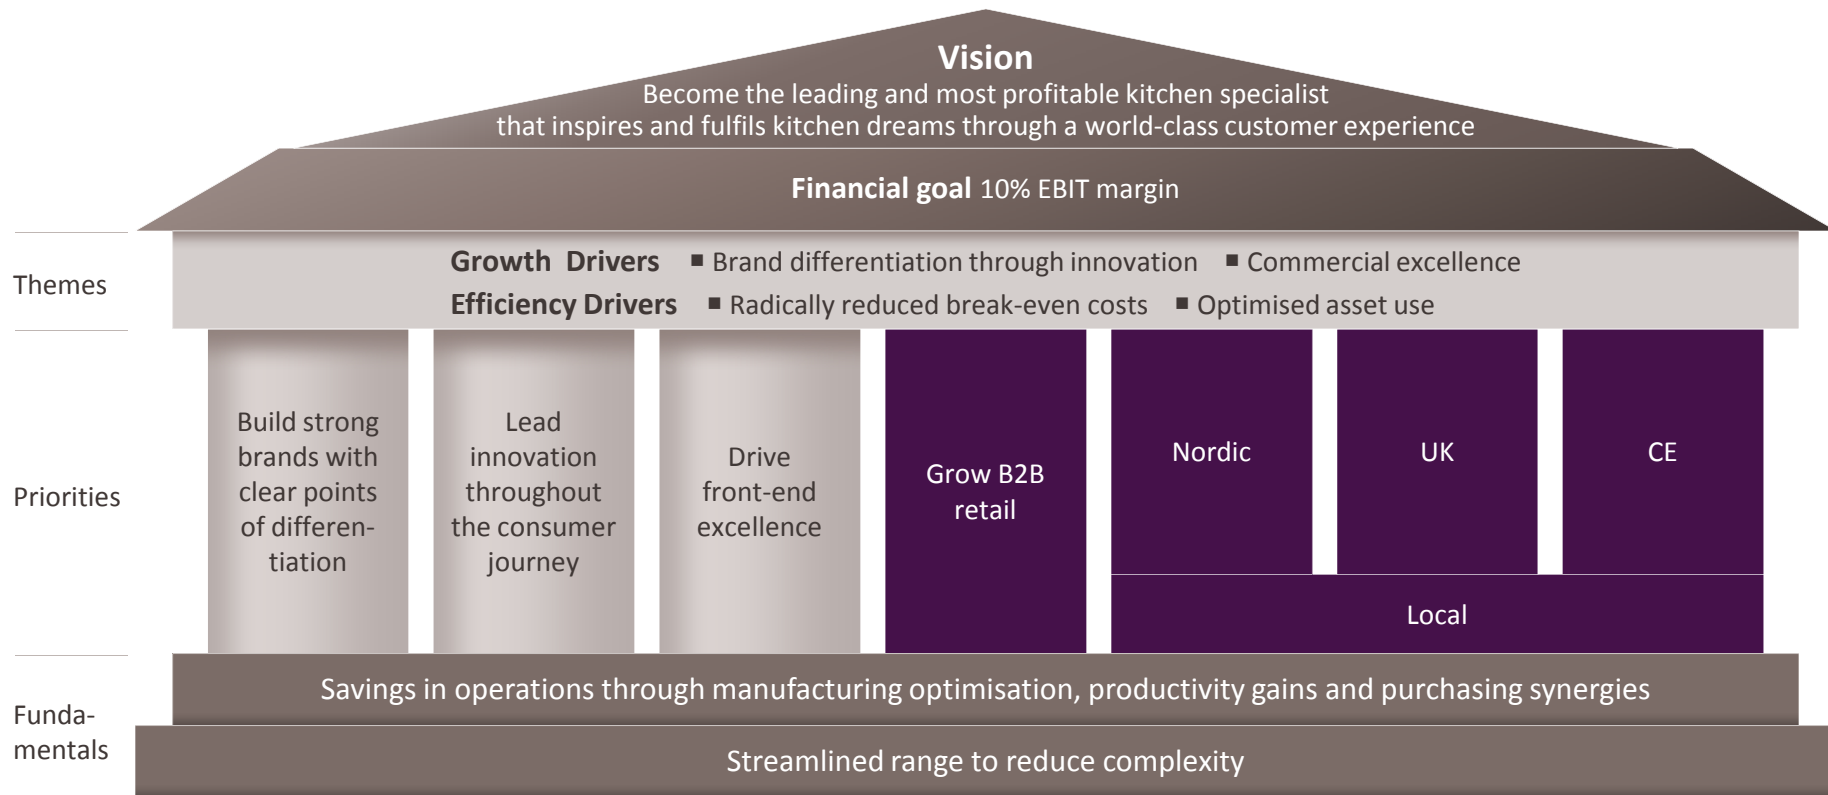 Vision
Become the leading and most profitable kitchen specialist
that inspires and fulfils kitchen dreams through a world-class customer experience
Financial goal 10% EBIT margin
Themes
Growth Drivers ▪ Brand differentiation through innovation ▪ Commercial excellence
Efficiency Drivers ▪ Radically reduced break-even costs ▪ Optimised asset use
Priorities
Build strong
brands with
clear points
of differen-
tiation
Lead
innovation
throughout
the consumer
journey
Drive
front-end
excellence
Grow B2B
retail
Nordic
UK
CE
Local
Funda-
mentals
Savings in operations through manufacturing optimisation, productivity gains and purchasing synergies
Streamlined range to reduce complexity